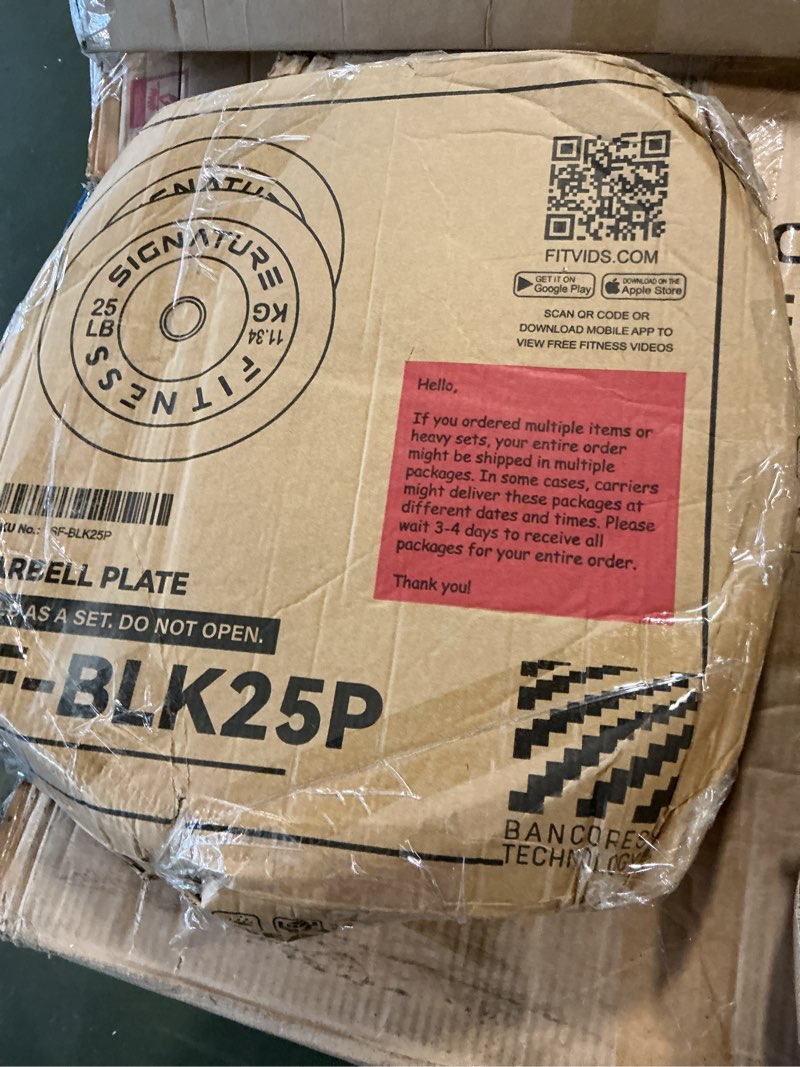 SIGNATURE
25
LB
11.34
KG
FITNESS
FITVIDS.COM
GET IT ON
Google Play
DOWNLOAD ON THE
Apple Store
SCAN QR CODE OR
DOWNLOAD MOBILE APP TO
VIEW FREE FITNESS VIDEOS
Hello,
If you ordered multiple items or
heavy sets, your entire order
might be shipped in multiple
packages. In some cases, carriers
might deliver these packages at
different dates and times. Please
wait 3-4 days to receive all
packages for your entire order.
Thank you!
KU No.: SF-BLK25P
ARBELL PLATE
AS A SET. DO NOT OPEN.
F-BLK25P
BANCORES
TECHNOLOGY